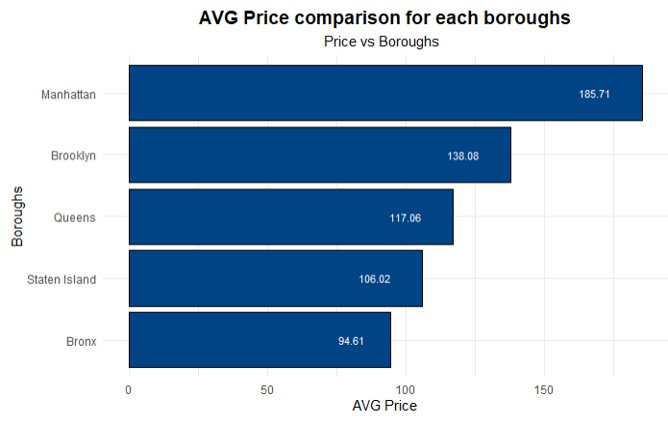 AVG Price comparison for each boroughs
Price vs Boroughs
Boroughs
Manhattan 185.71
Brooklyn 138.08
Queens 117.06
Staten Island 106.02
Bronx 94.61
0 50 100 150
AVG Price